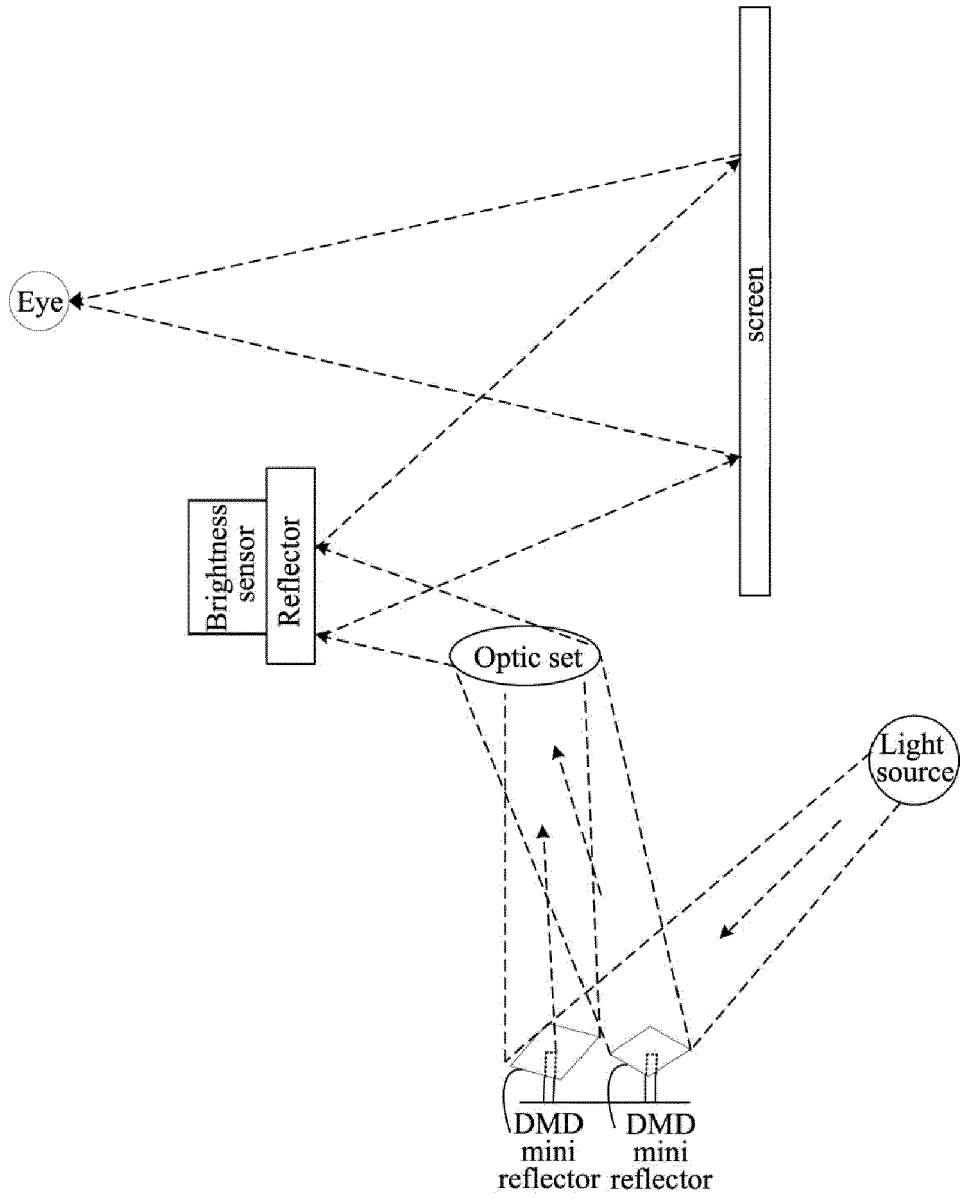 screen
Eye
Brightness
sensor
Reflector
Optic set
Light
source
DMD
mini
reflector
DMD
mini
reflector